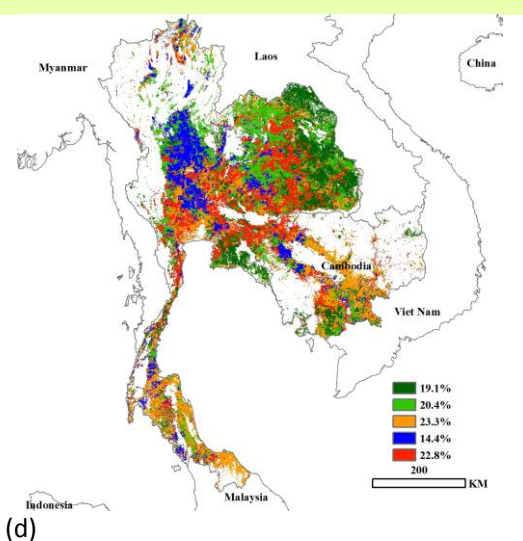 Myanmar
Laos
China
Cambodia
Viet Nam
19.1%
20.4%
23.3%
14.4%
22.8%
200
KM
Malaysia
Indonesia
(d)